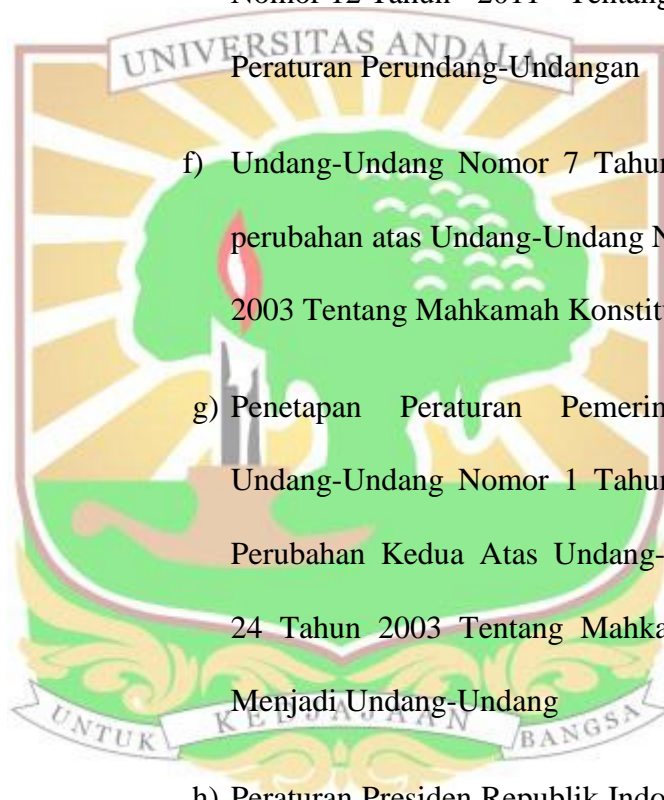 Nomor 12 Tahun 2011 Tentang
UNIVERSITAS ANDALAS
Peraturan Perundang-Undangan
f) Undang-Undang Nomor 7 Tahun
perubahan atas Undang-Undang N
2003 Tentang Mahkamah Konstitu
g) Penetapan Peraturan Pemerin
Undang-Undang Nomor 1 Tahun
Perubahan Kedua Atas Undang-
24 Tahun 2003 Tentang Mahka
Menjadi Undang-Undang
UNTUK KEDJAJAAN BANGSA
h) Peraturan Presiden Republik Indo